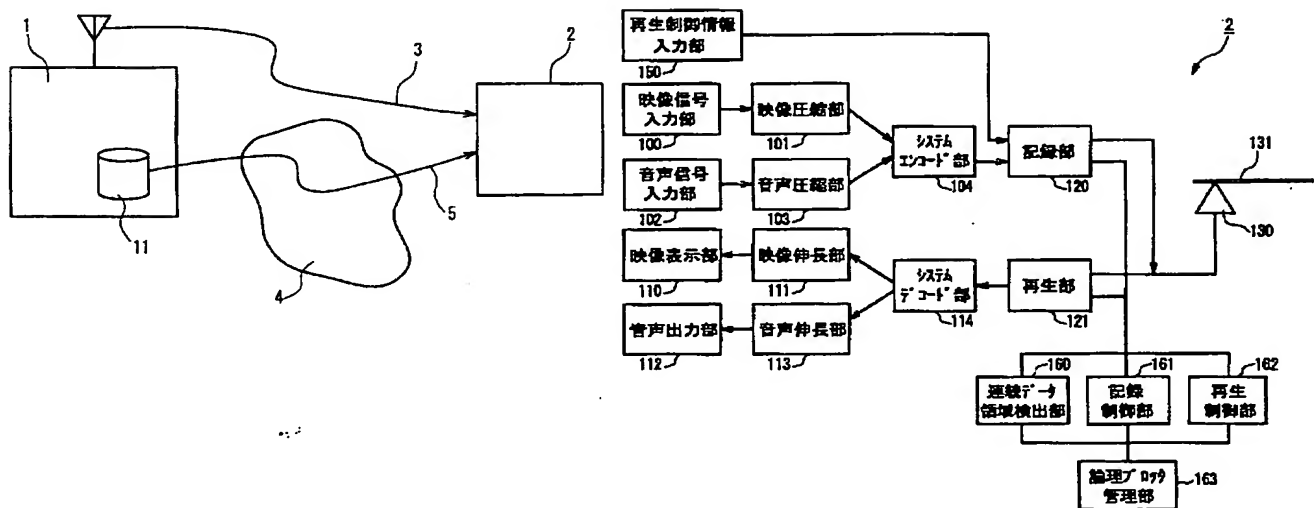 1
3
2
11
5
4
2
再生制御情報
入力部
150
映像信号
入力部
100
映像圧縮部
101
音声信号
入力部
102
音声圧縮部
103
システム
エンコード部
104
記録部
120
131
130
映像表示部
110
映像伸長部
111
音声出力部
112
音声伸長部
113
システム
デコード部
114
再生部
121
160
連続データ
領域検出部
161
記録
制御部
162
再生
制御部
論理ブロック
管理部
163